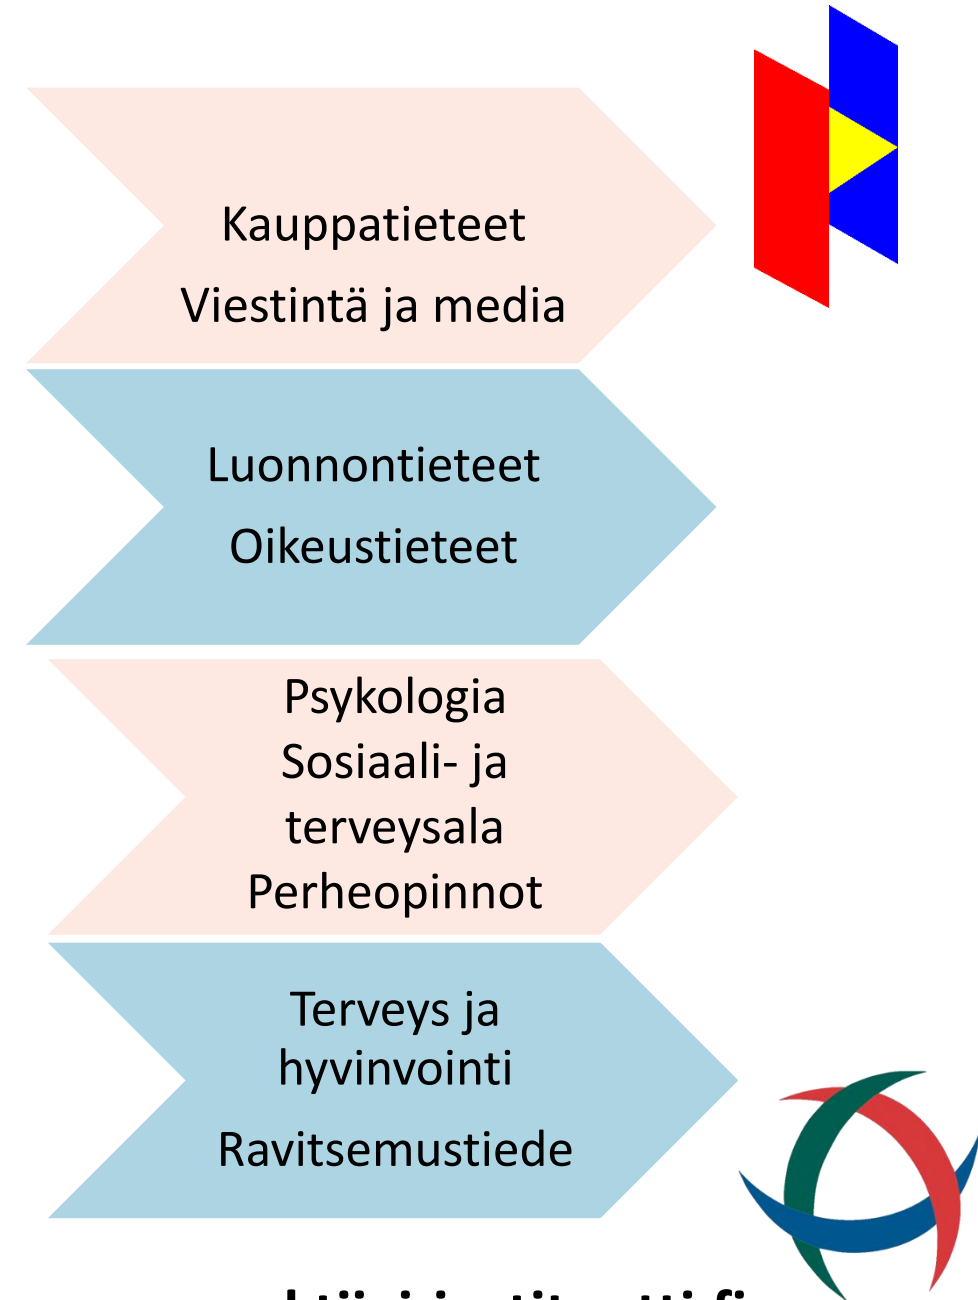 Kauppatieteet
Viestintä ja media
Luonnontieteet
Oikeustieteet
Psykologia
Sosiaali- ja
terveysala
Perheopinnot
Terveys ja
hyvinvointi
Ravitsemustiede